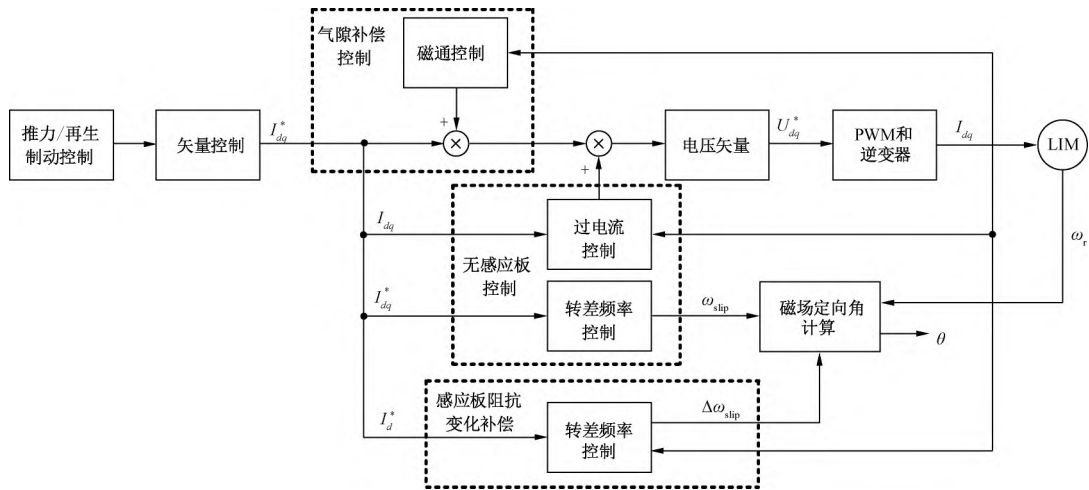 气隙补偿
控制
磁通控制
推力/再生
制动控制
矢量控制
I*dq
+
×
×
+
电压矢量
U*dq
PWM和
逆变器
Idq
LIM
ωr
Idq
过电流
控制
无感应板
控制
I*dq
转差频率
控制
ωslip
磁场定向角
计算
θ
感应板阻抗
变化补偿
I*d
转差频率
控制
Δωslip